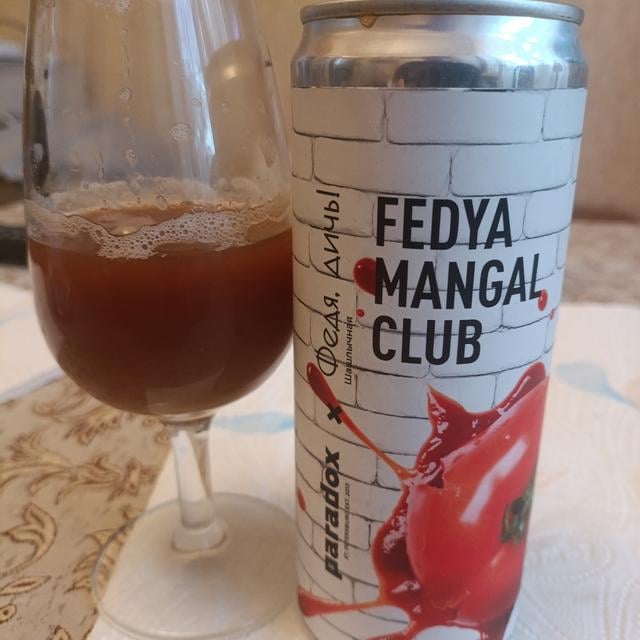 FEDYA
MANGAL
CLUB
Федя, дичь!
Шашлычная
x
paradox